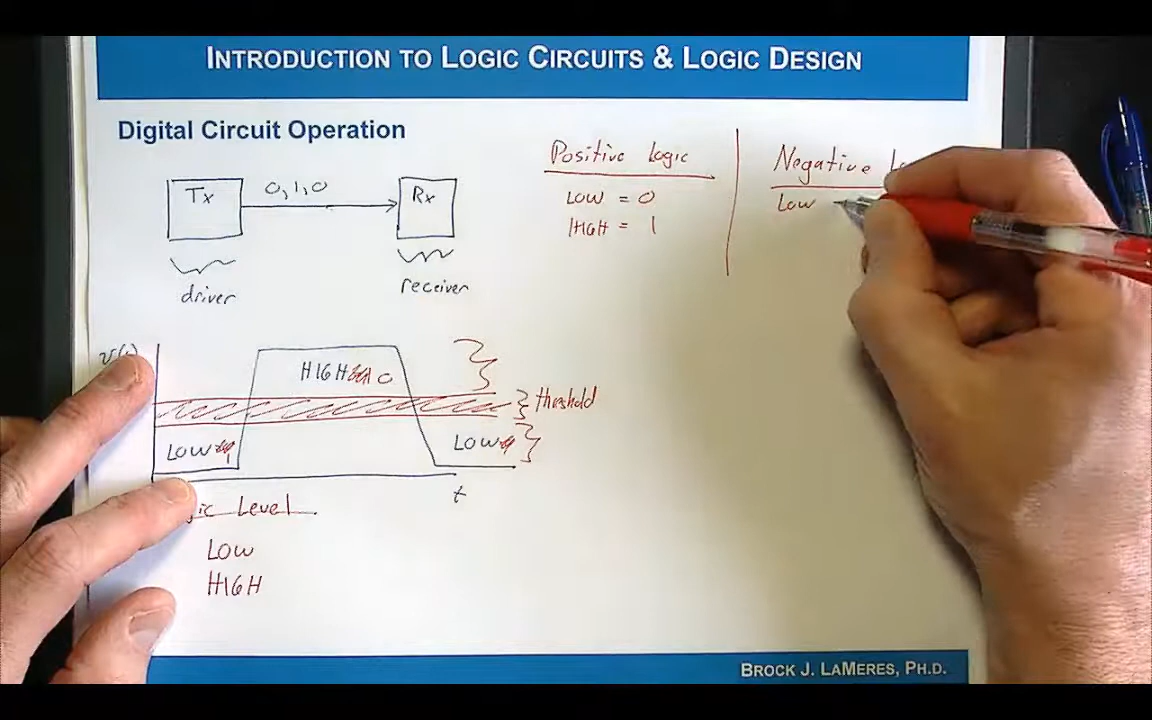 INTRODUCTION TO LOGIC CIRCUITS & LOGIC DESIGN
Digital Circuit Operation
Tx
0, 1, 0
Rx
driver
receiver
Positive Logic
LOW = 0
HIGH = 1
Negative
Low
HIGH
threshold
LOW
LOW
t
Level
LOW
HIGH
BROCK J. LAMERES, PH.D.